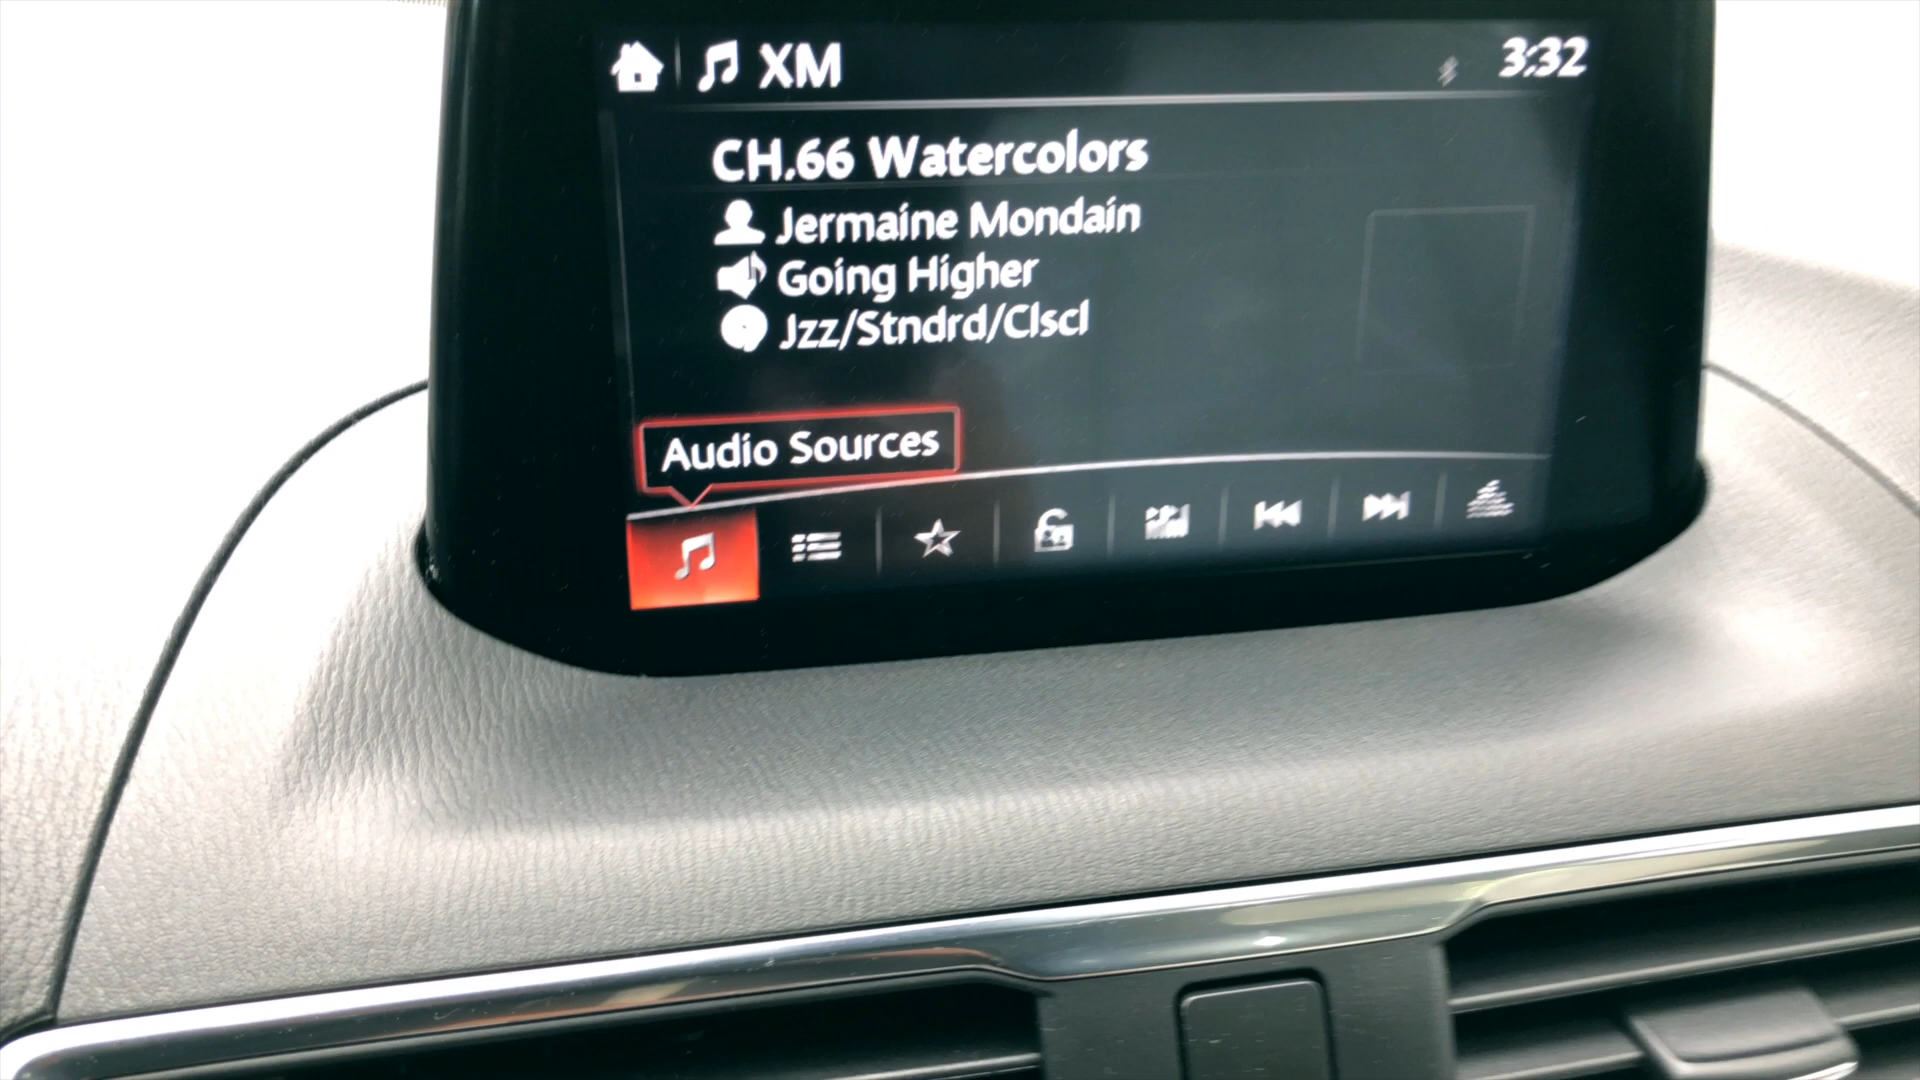 XM
3:32
CH.66 Watercolors
Jermaine Mondain
Going Higher
Jzz/Stndrd/Clscl
Audio Sources